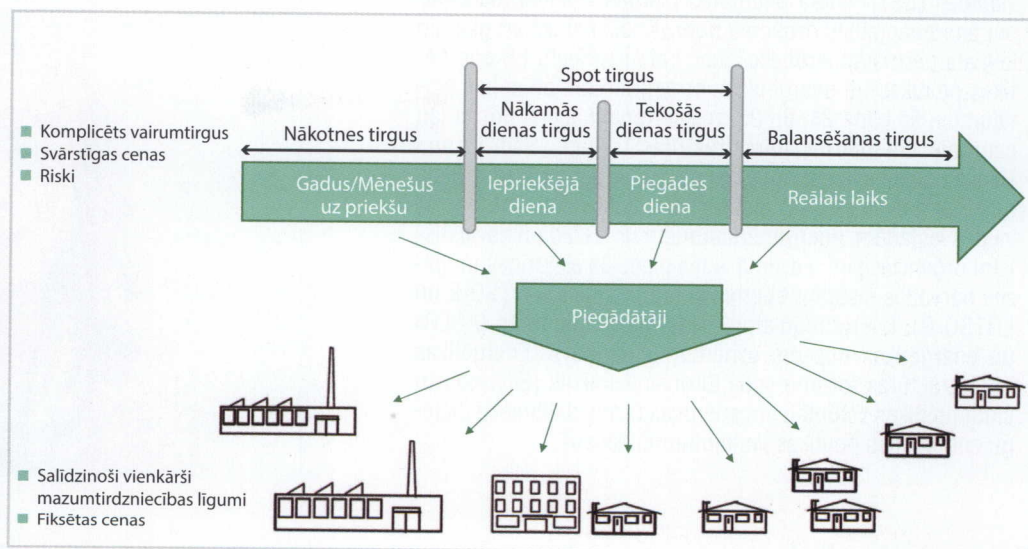 Spot tirgus
Nākotnes tirgus
Nākamās
dienas tirgus
Tekošās
dienas tirgus
Balansēšanas tirgus
Komplicēts vairumtirgus
Svārstīgas cenas
Riski
Gadus/Mēnešus
uz priekšu
Iepriekšējā
diena
Piegādes
diena
Reālais laiks
Piegādātāji
Salīdzinoši vienkārši
mazumtirdzniecības līgumi
Fiksētas cenas